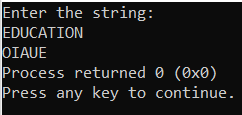 Enter the string:
EDUCATION
OIAUE
Process returned 0 (0x0)
Press any key to continue.